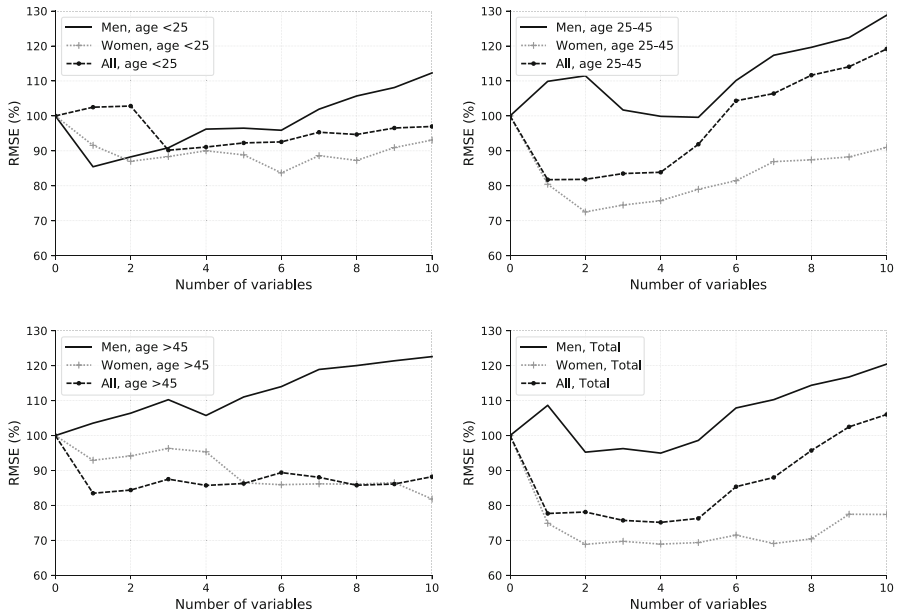 130
120
110
100
90
80
70
60
RMSE (%)
Men, age <25
Women, age <25
All, age <25
0 2 4 6 8 10
Number of variables
130
120
110
100
90
80
70
60
RMSE (%)
Men, age 25-45
Women, age 25-45
All, age 25-45
0 2 4 6 8 10
Number of variables
130
120
110
100
90
80
70
60
RMSE (%)
Men, age >45
Women, age >45
All, age >45
0 2 4 6 8 10
Number of variables
130
120
110
100
90
80
70
60
RMSE (%)
Men, Total
Women, Total
All, Total
0 2 4 6 8 10
Number of variables